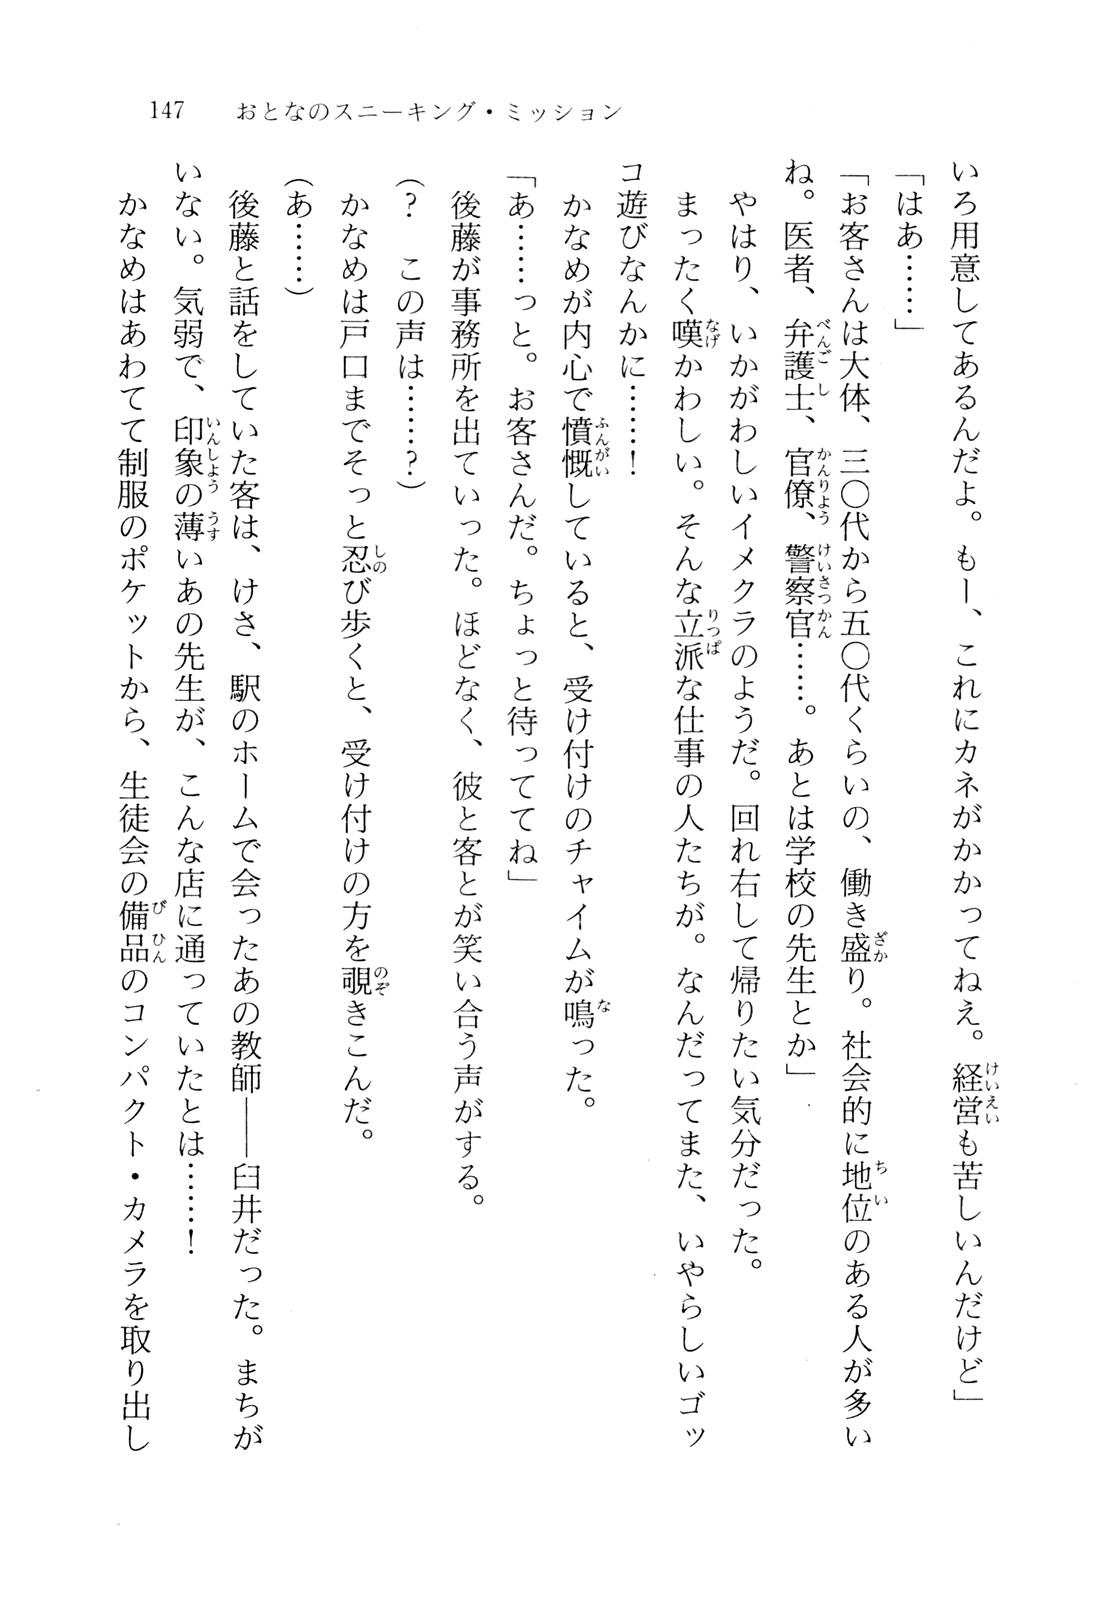 147　おとなのスニーキング・ミッション
いろ用意してあるんだよ。もー、これにカネがかかってねえ。経営も苦しいんだけど」
「はあ……」
「お客さんは大体、三〇代から五〇代くらいの、働き盛り。社会的に地位のある人が多い
ね。医者、弁護士、官僚、警察官……。あとは学校の先生とか」
　やはり、いかがわしいイメクラのようだ。回れ右して帰りたい気分だった。
　まったく嘆かわしい。そんな立派な仕事の人たちが。なんだってまた、いやらしいゴッ
コ遊びなんかに……！
　かなめが内心で憤慨していると、受け付けのチャイムが鳴った。
「あ……っと。お客さんだ。ちょっと待っててね」
　後藤が事務所を出ていった。ほどなく、彼と客とが笑い合う声がする。
（？　この声は……？）
　かなめは戸口までそっと忍び歩くと、受け付けの方を覗きこんだ。
（あ……）
　後藤と話をしていた客は、けさ、駅のホームで会ったあの教師――臼井だった。まちが
いない。気弱で、印象の薄いあの先生が、こんな店に通っていたとは……！
　かなめはあわてて制服のポケットから、生徒会の備品のコンパクト・カメラを取り出し